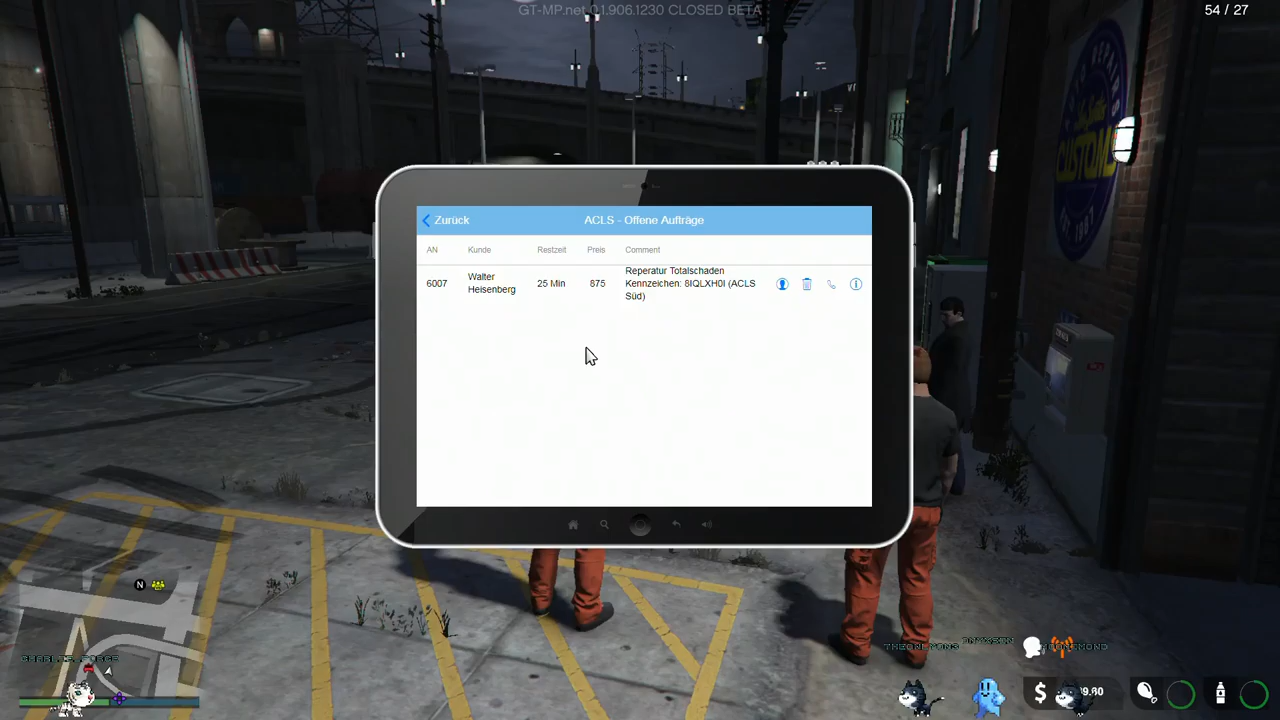 GT-MP.net 0.1.906.1230 CLOSED BETA
54 / 27
CUSTOMS
Zurück
ACLS - Offene Aufträge
AN Kunde Restzeit Preis Comment
6007 Walter Heisenberg 25 Min 875 Reperatur Totalschaden
Kennzeichen: 8IQLXH0I (ACLS
Süd)
N
$